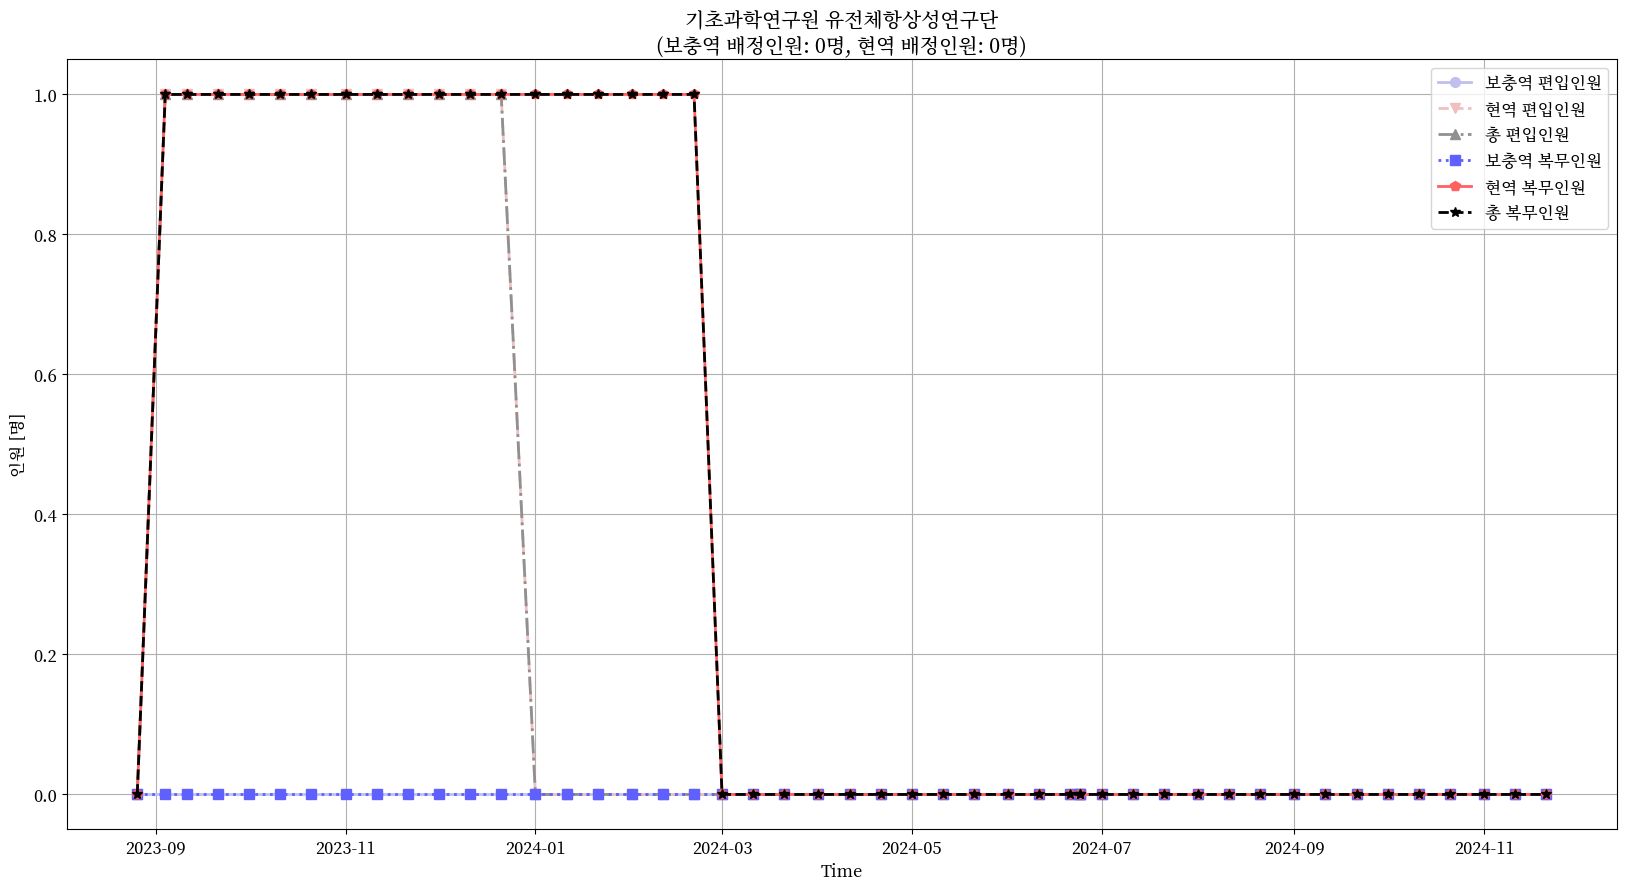 기초과학연구원 유전체항상성연구단
(보충역 배정인원: 0명, 현역 배정인원: 0명)
보충역 편입인원
현역 편입인원
총 편입인원
보충역 복무인원
현역 복무인원
총 복무인원
인원 [명]
1.0
0.8
0.6
0.4
0.2
0.0
2023-09
2023-11
2024-01
2024-03
2024-05
2024-07
2024-09
2024-11
Time